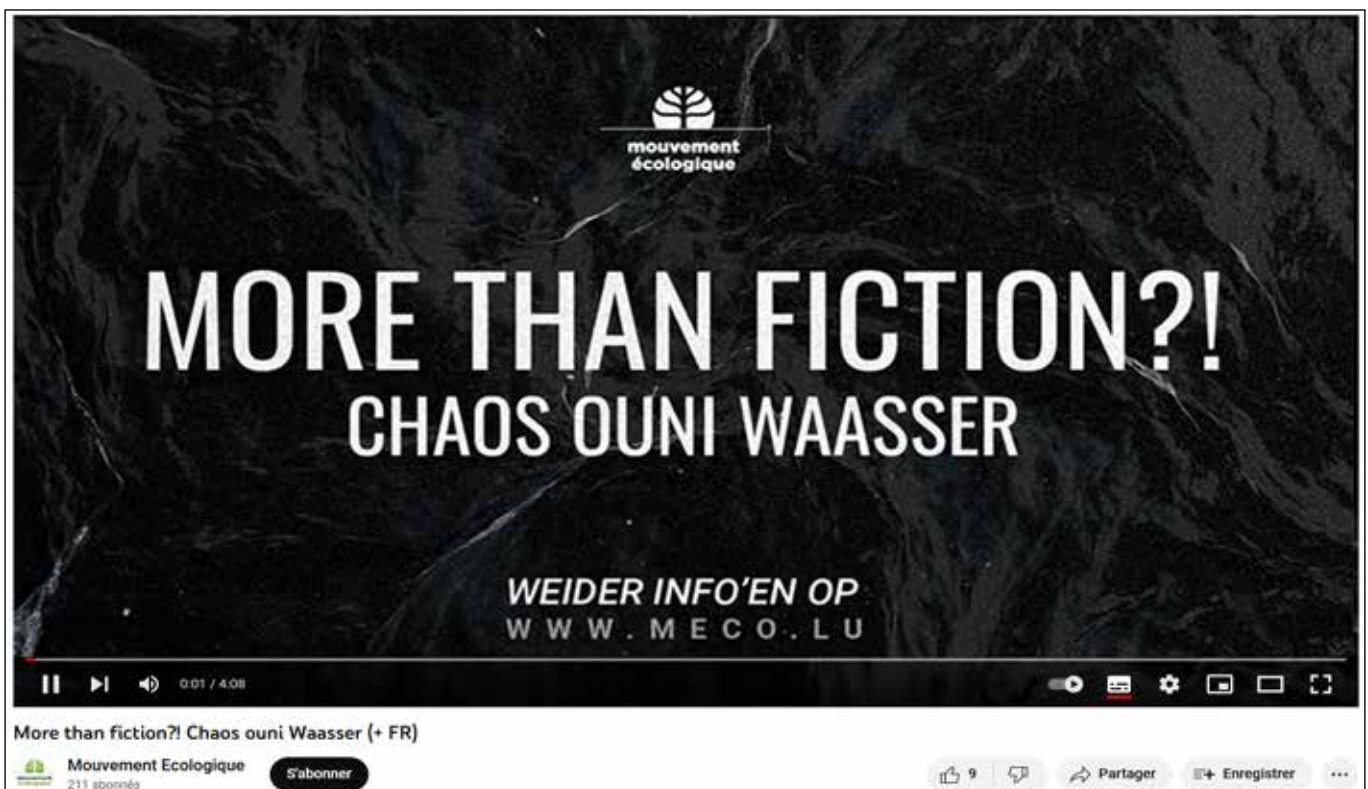 mouvement
écologique
MORE THAN FICTION?!
CHAOS OUNI WAASSER
WEIDER INFO'EN OP
WWW.MECO.LU
0:01 / 4:08
More than fiction?! Chaos ouni Waasser (+ FR)
Mouvement Ecologique
211 abonnés
S'abonner
9
Partager
Enregistrer